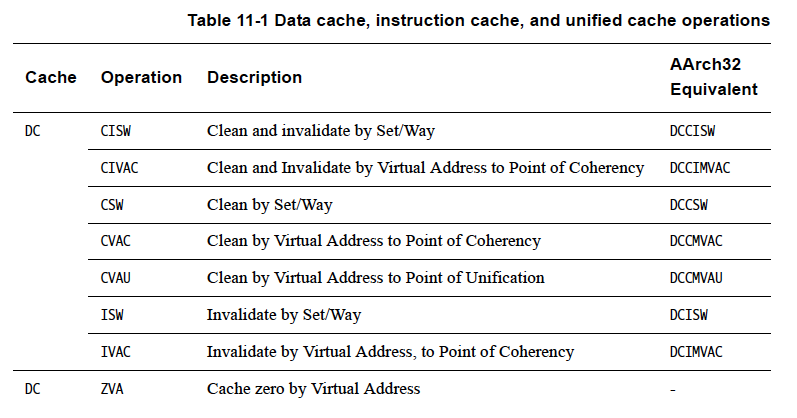 Table 11-1 Data cache, instruction cache, and unified cache operations
Cache Operation Description AArch32 Equivalent
DC CISW Clean and invalidate by Set/Way DCCISW
CIVAC Clean and Invalidate by Virtual Address to Point of Coherency DCCIMVAC
CSW Clean by Set/Way DCCSW
CVAC Clean by Virtual Address to Point of Coherency DCCMVAC
CVAU Clean by Virtual Address to Point of Unification DCCMVAU
ISW Invalidate by Set/Way DCISW
IVAC Invalidate by Virtual Address, to Point of Coherency DCIMVAC
DC ZVA Cache zero by Virtual Address -